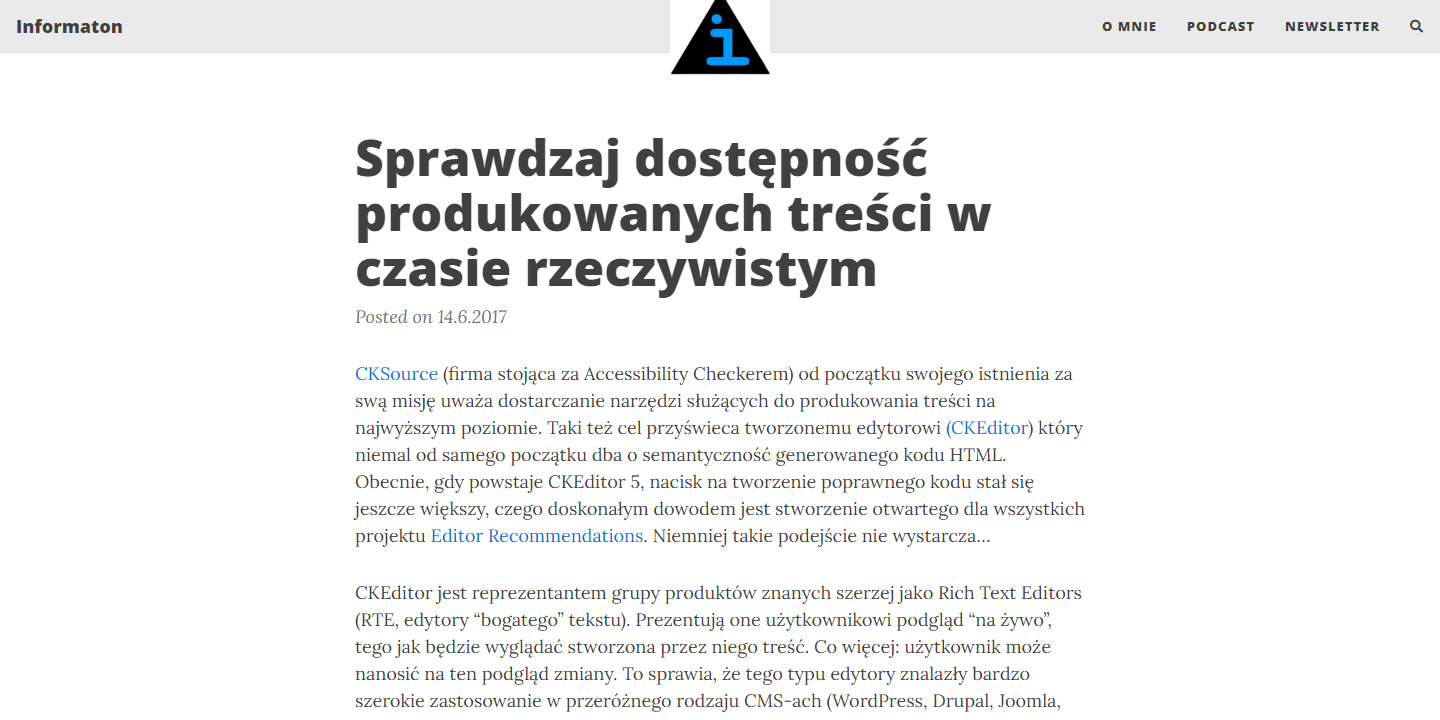 Informaton
i
O MNIE
PODCAST
NEWSLETTER
Sprawdzaj dostępność
produkowanych treści w
czasie rzeczywistym
Posted on 14.6.2017
CKSource (firma stojąca za Accessibility Checkerem) od początku swojego istnienia za
swą misję uważa dostarczanie narzędzi służących do produkowania treści na
najwyższym poziomie. Taki też cel przyświeca tworzonemu edytorowi (CKEditor) który
niemal od samego początku dba o semantyczność generowanego kodu HTML.
Obecnie, gdy powstaje CKEditor 5, nacisk na tworzenie poprawnego kodu stał się
jeszcze większy, czego doskonałym dowodem jest stworzenie otwartego dla wszystkich
projektu Editor Recommendations. Niemniej takie podejście nie wystarcza…
CKEditor jest reprezentantem grupy produktów znanych szerzej jako Rich Text Editors
(RTE, edytory “bogatego” tekstu). Prezentują one użytkownikowi podgląd “na żywo”,
tego jak będzie wyglądać stworzona przez niego treść. Co więcej: użytkownik może
nanosić na ten podgląd zmiany. To sprawia, że tego typu edytory znalazły bardzo
szerokie zastosowanie w przeróżnego rodzaju CMS-ach (WordPress, Drupal, Joomla,